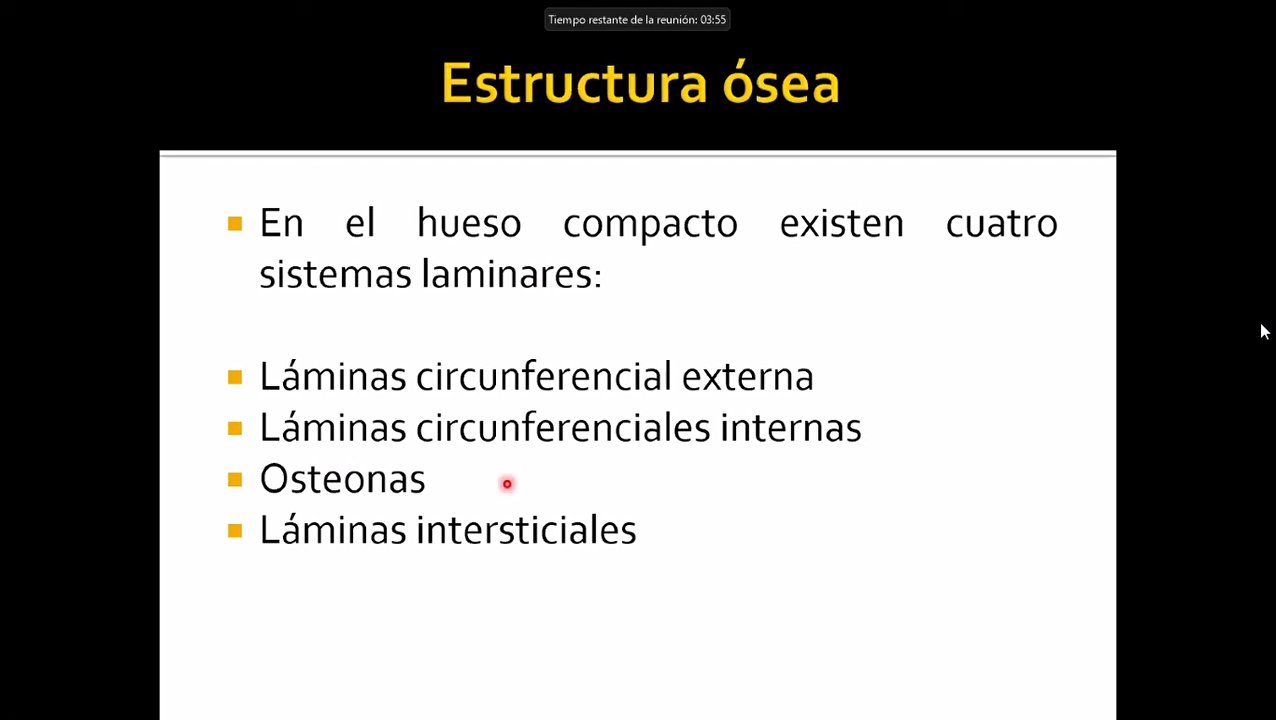 Tiempo restante de la reunión: 03:55
Estructura ósea
En el hueso compacto existen cuatro
sistemas laminares:
Láminas circunferencial externa
Láminas circunferenciales internas
Osteonas
Láminas intersticiales